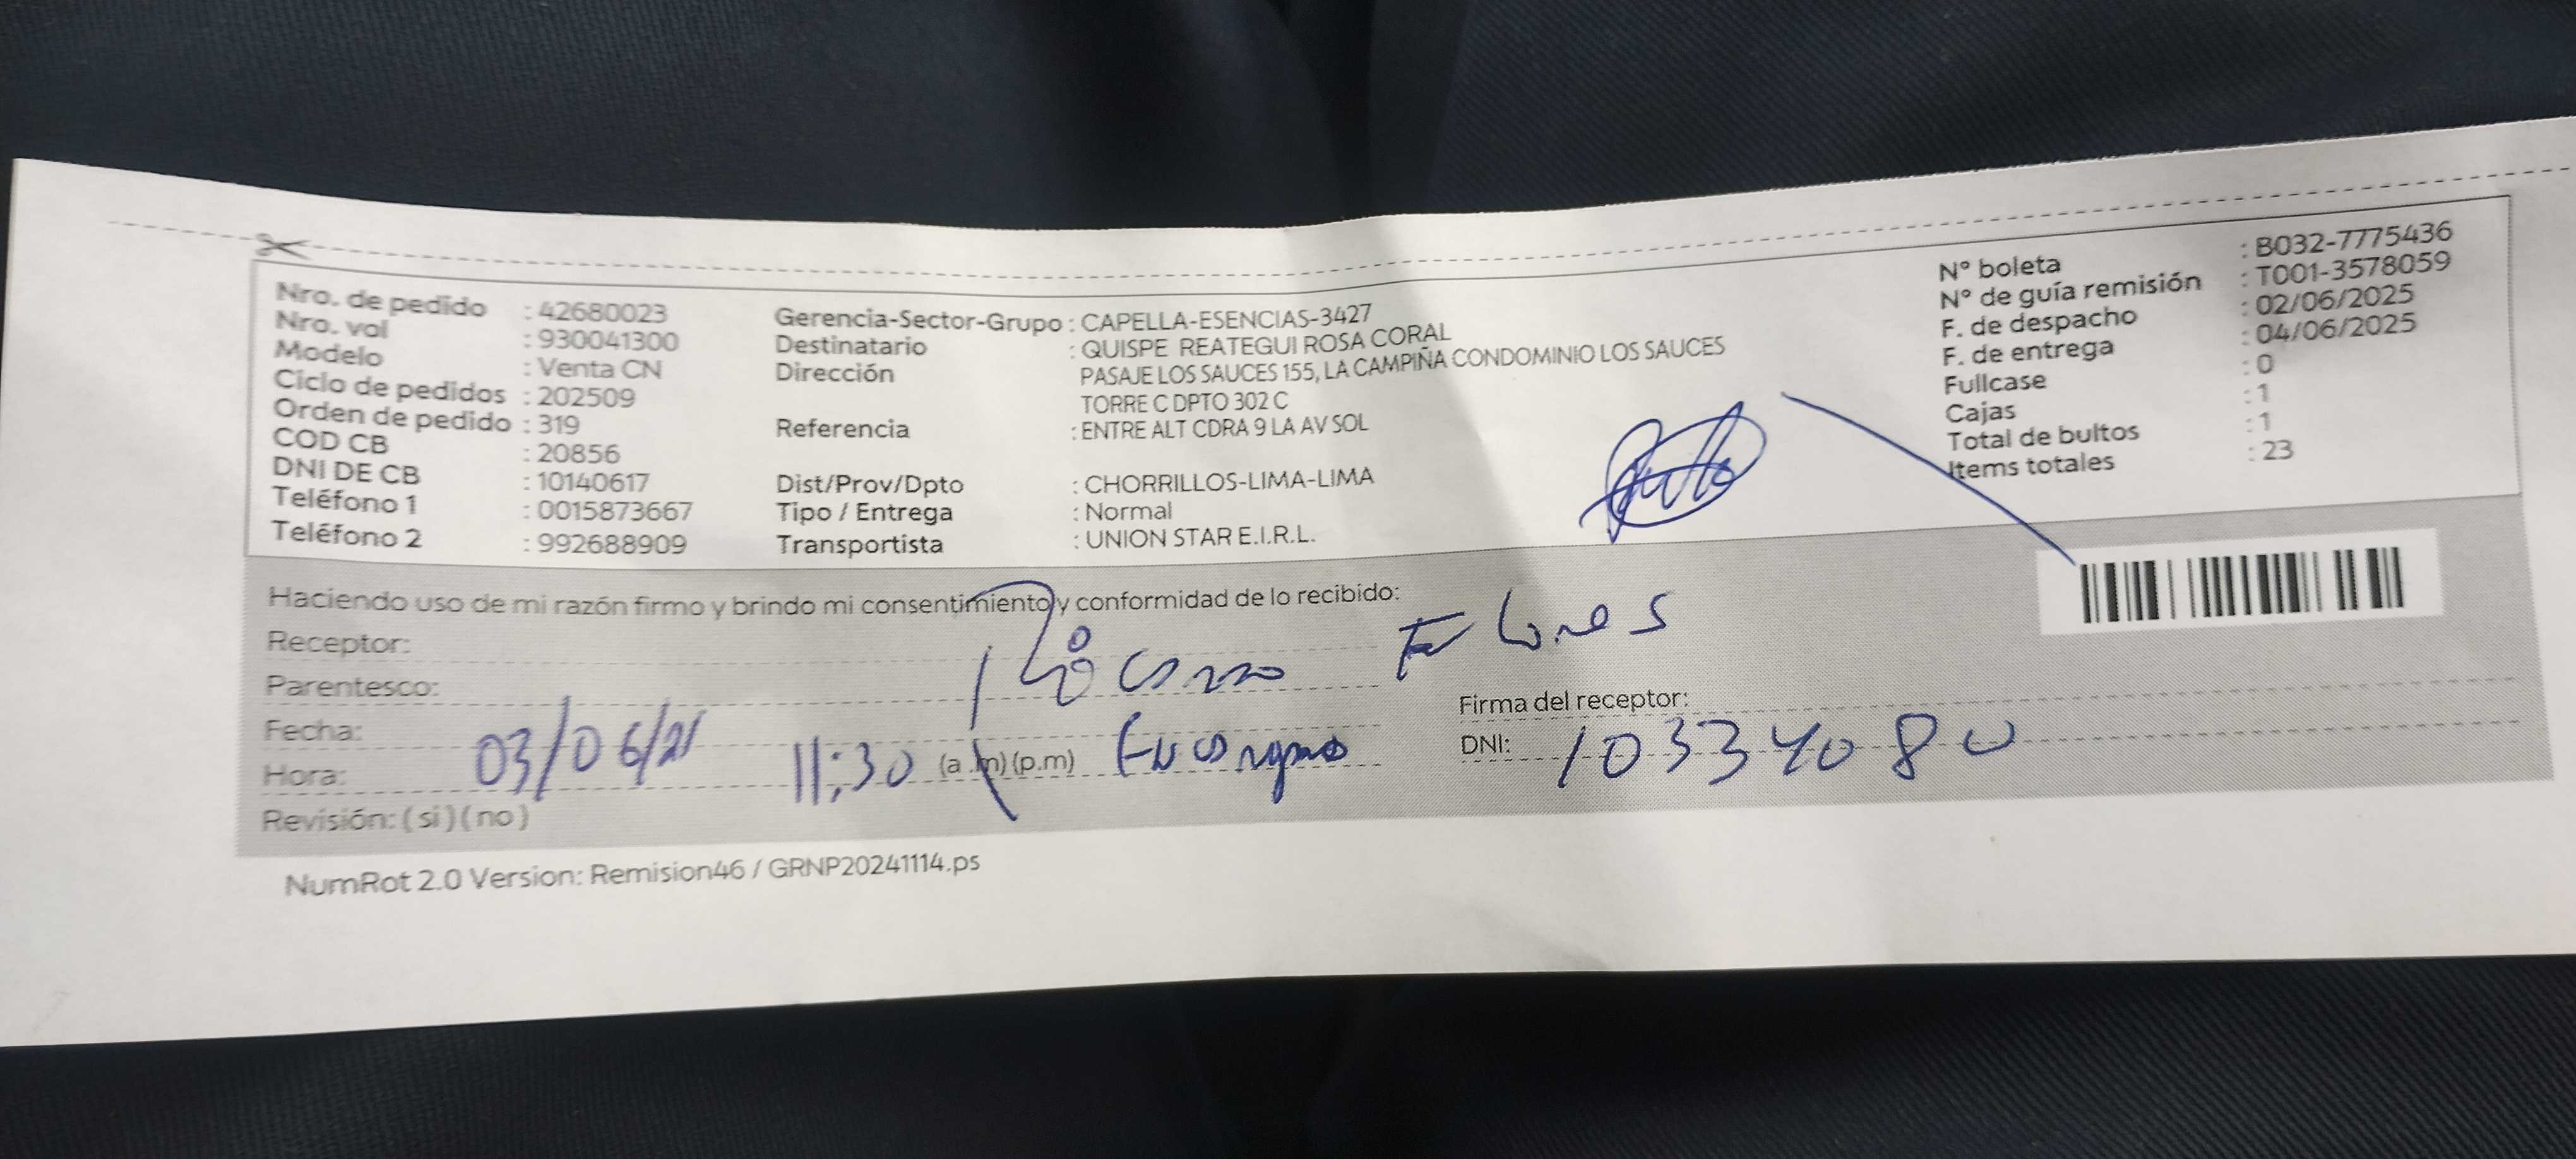 Nro. de pedido : 42680023
Nro. val : 930041300
Modelo : Venta CN
Ciclo de pedidos : 202509
Orden de pedido : 319
COD CB : 20856
DNI DE CB : 10140617
Teléfono 1 : 0015873667
Teléfono 2 : 992688909
Gerencia-Sector-Grupo : CAPELLA-ESENCIAS-3427
Destinatario : QUISPE REATEGUI ROSA CORAL
Dirección PASAJE LOS SAUCES 155, LA CAMPIÑA CONDOMINIO LOS SAUCES
TORRE C DPTO 302 C
Referencia : ENTRE ALT CDRA 9 LA AV SOL
Dist/Prov/Dpto : CHORRILLOS-LIMA-LIMA
Tipo / Entrega : Normal
Transportista : UNION STAR E.I.R.L.
N° boleta : B032-7775436
N° de guía remisión : T001-3578059
F. de despacho : 02/06/2025
F. de entrega : 04/06/2025
Fullcase : 0
Cajas : 1
Total de bultos : 1
Items totales : 23
Haciendo uso de mi razón firmo y brindo mi consentimiento y conformidad de lo recibido:
Receptor: Flores
Parentesco:
Fecha: 03/06/
Hora: 11:30 (a.m) (p.m)
Revisión: ( si ) ( no )
Firma del receptor:
DNI: 1033408
NumRot 2.0 Version: Remision46 / GRNP20241114.ps